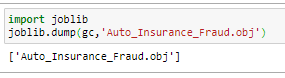 import joblib
joblib.dump(gc,'Auto_Insurance_Fraud.obj')
['Auto_Insurance_Fraud.obj']